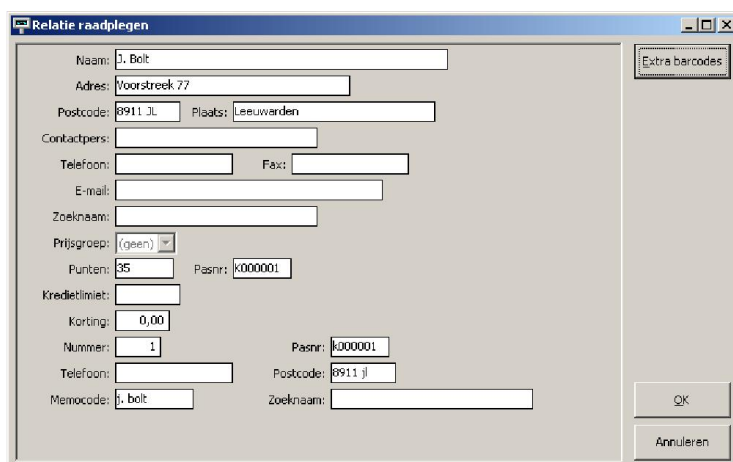 Relatie raadplegen
Naam: J. Bolt
Extra barcodes
Adres: Voorstreek 77
Postcode: 8911 JL Plaats: Leeuwarden
Contactpers:
Telefoon: Fax:
E-mail:
Zoeknaam:
Prijsgroep: (geen)
Punten: 35 Pasnr: K000001
Kredietlimiet:
Korting: 0,00
Nummer: 1 Pasnr: k000001
Telefoon: Postcode: 8911 jl
Memocode: j. bolt Zoeknaam:
OK
Annuleren